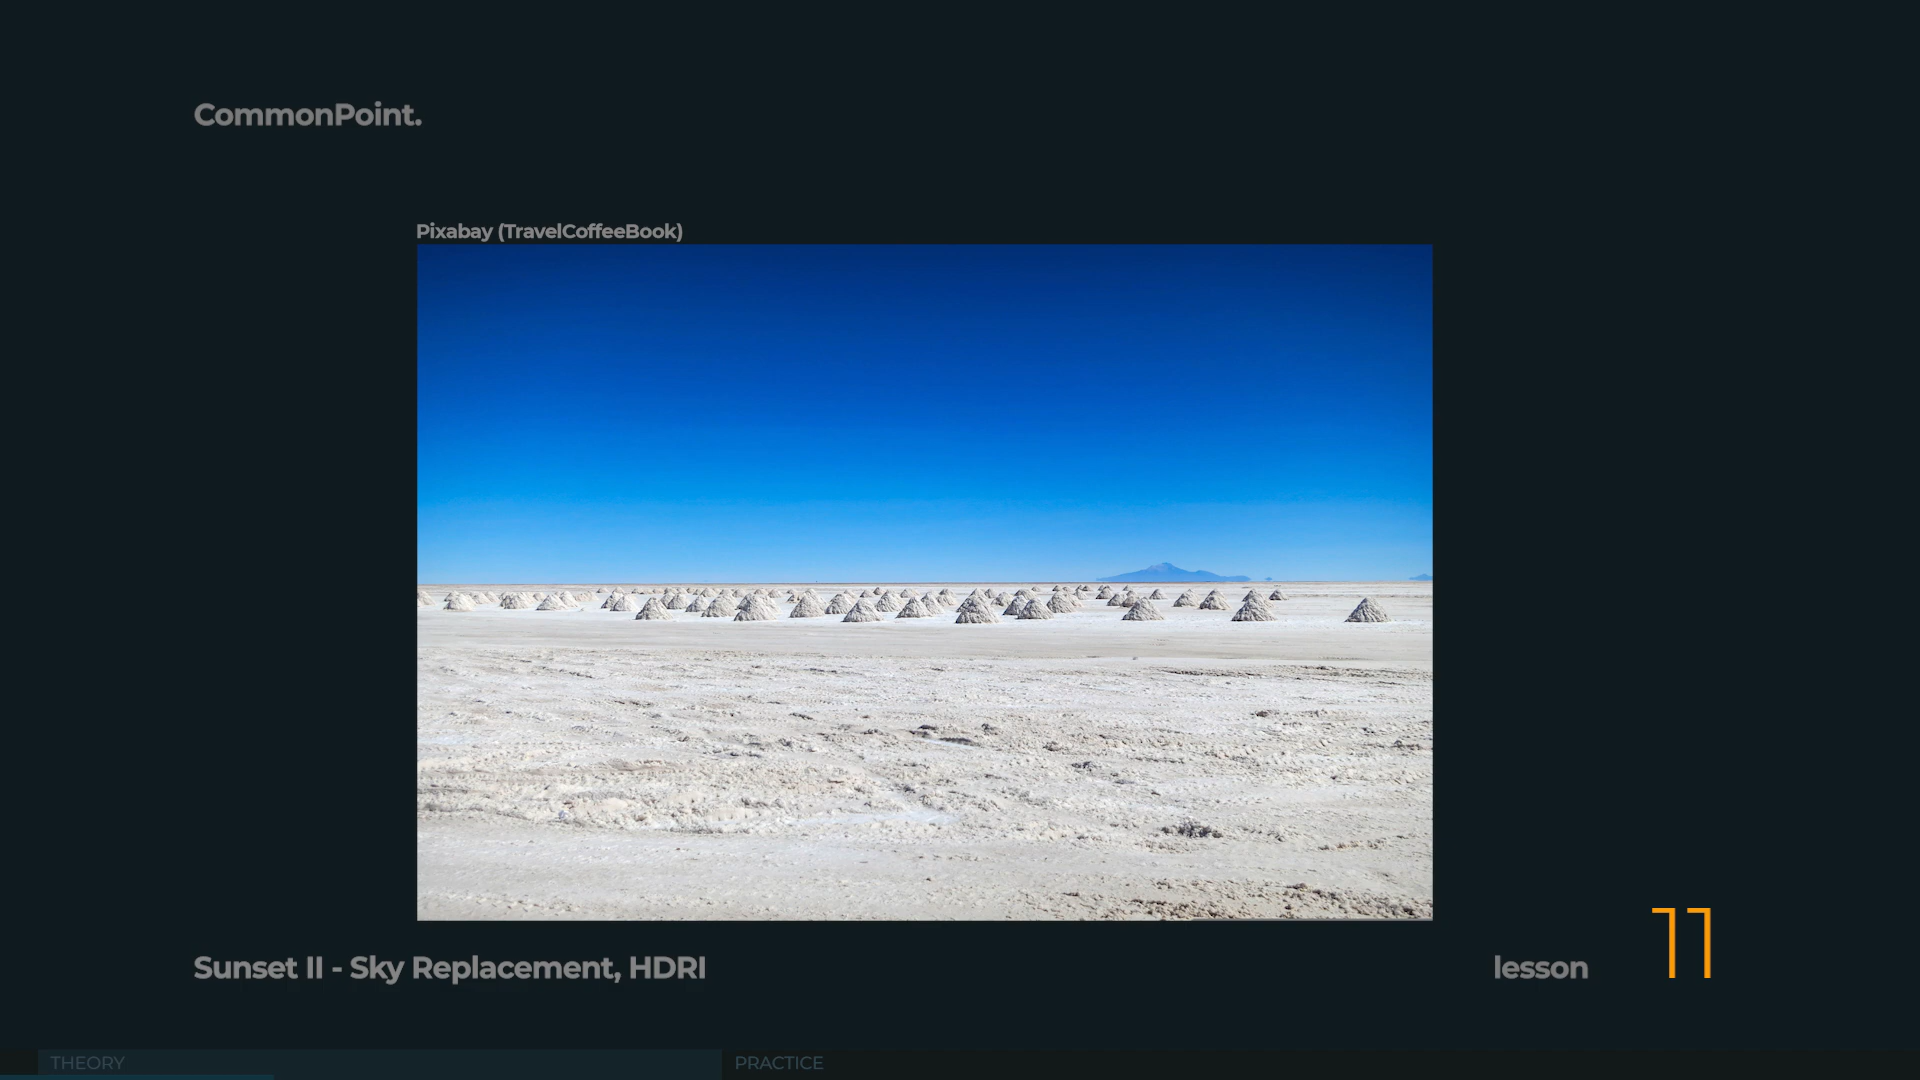 CommonPoint.
Pixabay (TravelCoffeeBook)
Sunset II - Sky Replacement, HDRI
lesson 11
THEORY
PRACTICE